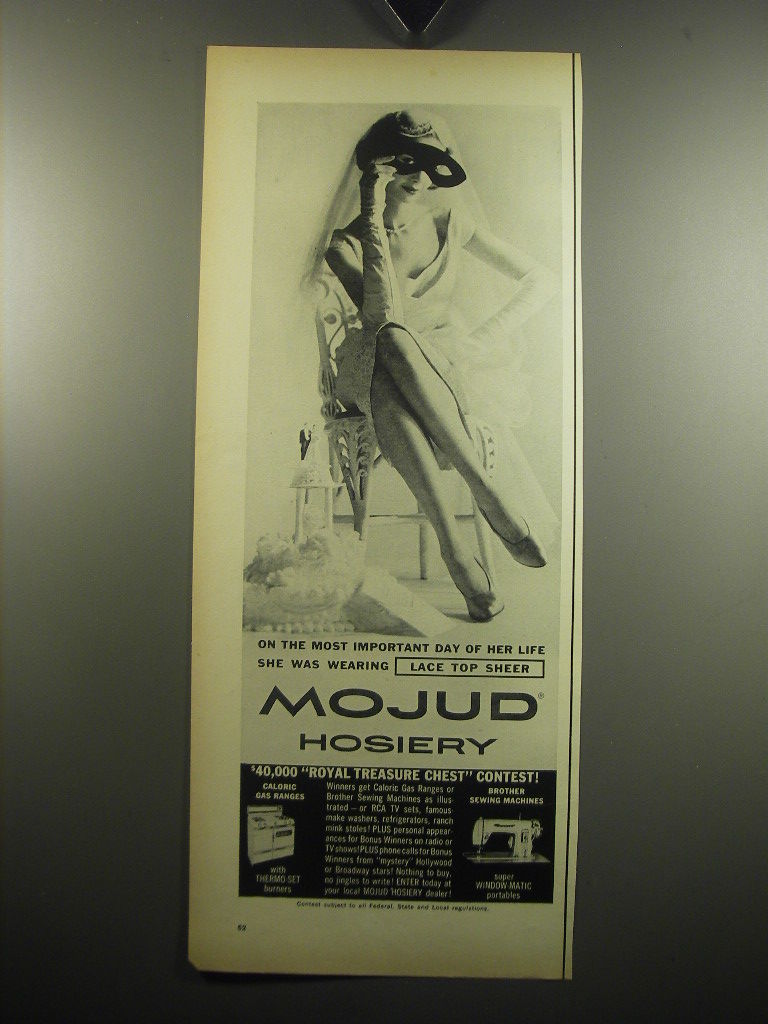 ON THE MOST IMPORTANT DAY OF HER LIFE
SHE WAS WEARING LACE TOP SHEER
MOJUD®
HOSIERY
$40,000 "ROYAL TREASURE CHEST" CONTEST!
CALORIC
GAS RANGES
with
THERMO-SET
burners
Winners get Caloric Gas Ranges or
Brother Sewing Machines as illus-
trated — or RCA TV sets, famous-
make washers, refrigerators, ranch
mink stoles! PLUS personal appear-
ances for Bonus Winners on radio or
TV shows! PLUS phone calls for Bonus
Winners from "mystery" Hollywood
or Broadway stars! Nothing to buy,
no jingles to write! ENTER today at
your local MOJUD HOSIERY dealer!
BROTHER
SEWING MACHINES
super
WINDOW-MATIC
portables
Contest subject to all Federal, State and Local regulations.
52